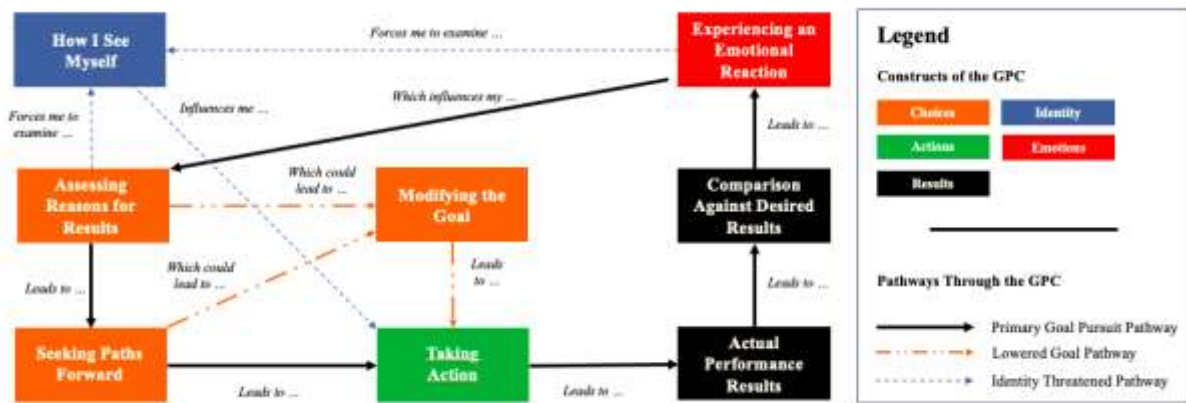 How I See
Myself
Forces me to examine ...
Experiencing an
Emotional
Reaction
Which influences my ...
Influences me ...
Forces me to
examine ...
Leads to ...
Assessing
Reasons for
Results
Which could
lead to ...
Modifying the
Goal
Comparison
Against Desired
Results
Which could
lead to ...
Leads
to ...
Leads to ...
Leads to ...
Seeking Paths
Forward
Leads to ...
Taking
Action
Leads to ...
Actual
Performance
Results
Legend
Constructs of the GPC
Choices
Identity
Actions
Emotions
Results
Pathways Through the GPC
Primary Goal Pursuit Pathway
Lowered Goal Pathway
Identity Threatened Pathway